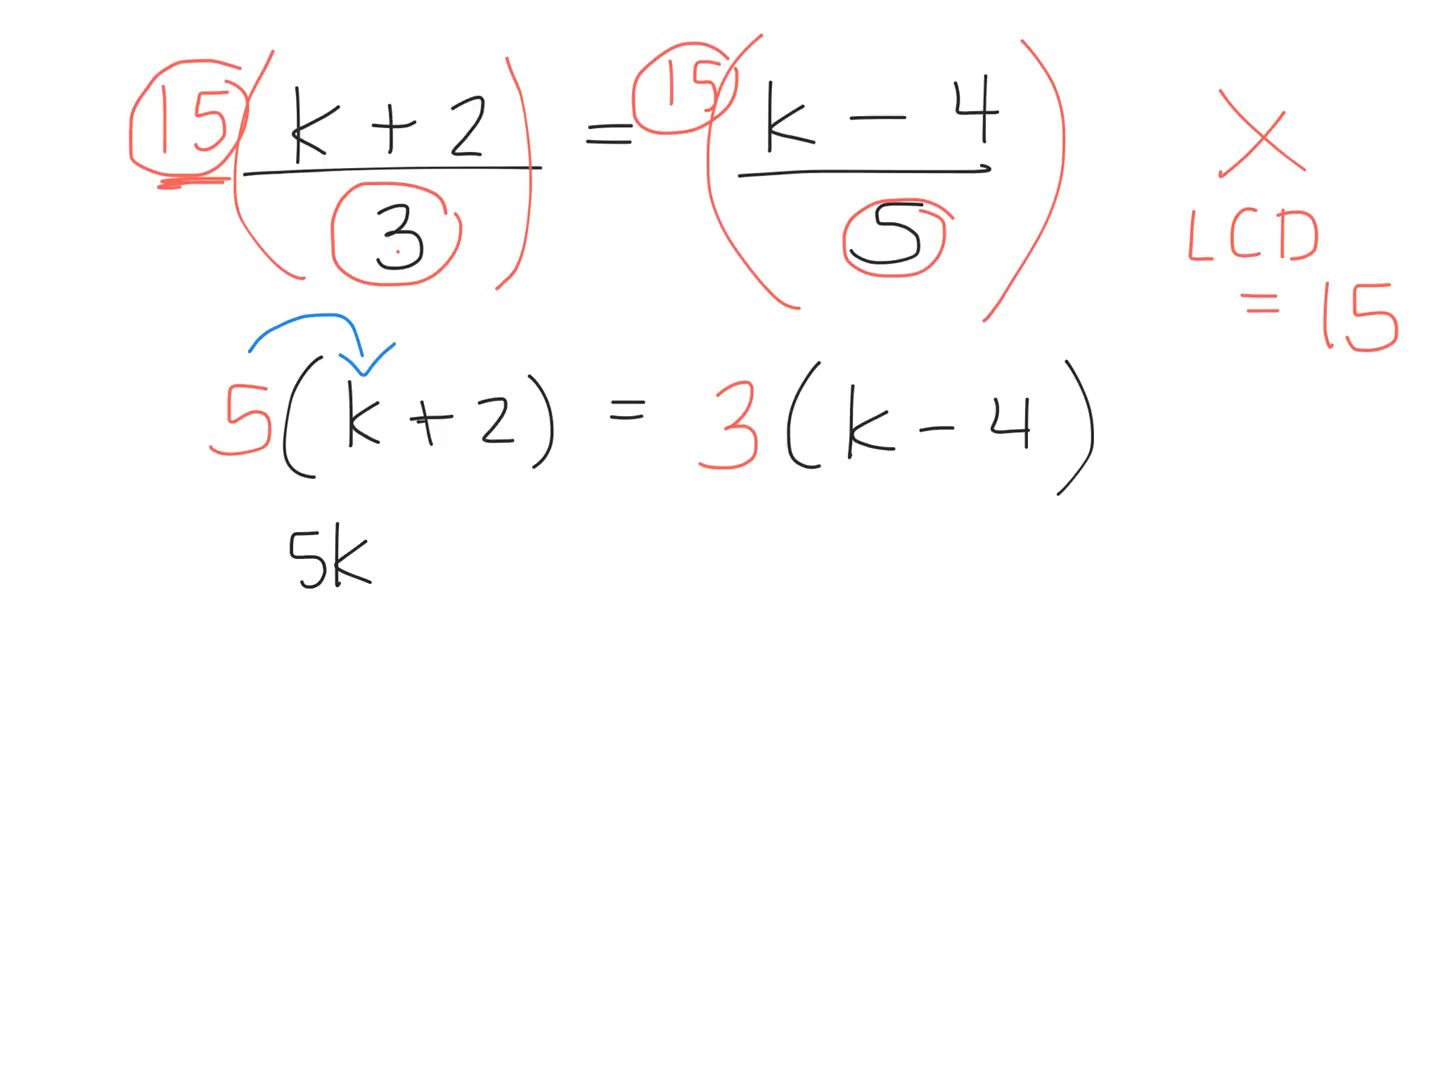 15(k + 2 / 3) = 15(k - 4 / 5)
X
LCD
= 15
5(k + 2) = 3(k - 4)
5k